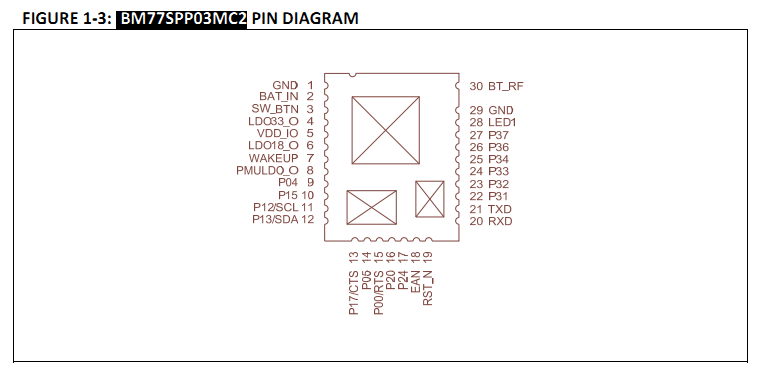 FIGURE 1-3: BM77SPP03MC2 PIN DIAGRAM
GND 1
BAT_IN 2
SW_BTN 3
LDO33_O 4
VDD_IO 5
LDO18_O 6
WAKEUP 7
PMULDO_O 8
P04 9
P15 10
P12/SCL 11
P13/SDA 12
P17/CTS 13
P05 14
P00/RTS 15
P20 16
P24 17
EAN 18
RST_N 19
30 BT_RF
29 GND
28 LED1
27 P37
26 P36
25 P34
24 P33
23 P32
22 P31
21 TXD
20 RXD